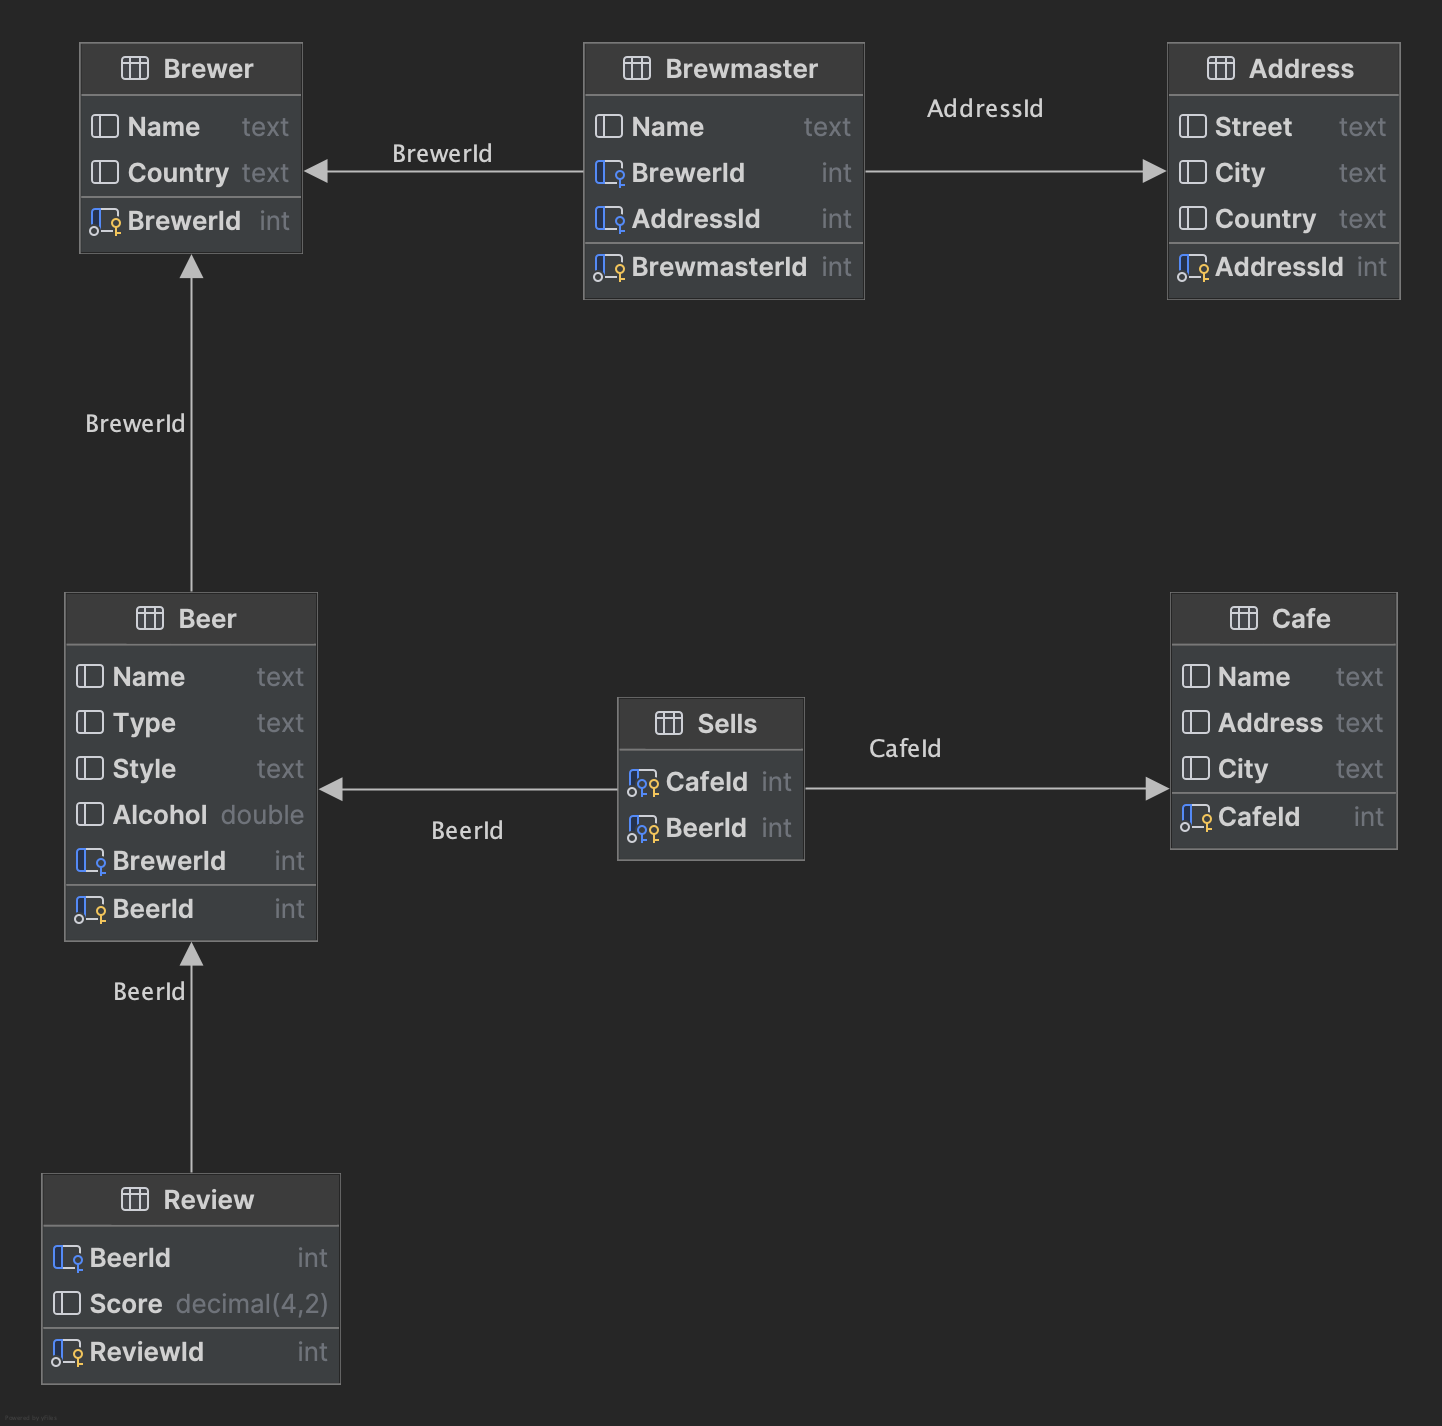 Brewer
Name text
Country text
BrewerId int
BrewerId
Brewmaster
Name text
BrewerId int
AddressId int
BrewmasterId int
AddressId
Address
Street text
City text
Country text
AddressId int
BrewerId
Beer
Name text
Type text
Style text
Alcohol double
BrewerId int
BeerId int
BeerId
Sells
CafeId int
BeerId int
CafeId
Cafe
Name text
Address text
City text
CafeId int
BeerId
Review
BeerId int
Score decimal(4,2)
ReviewId int